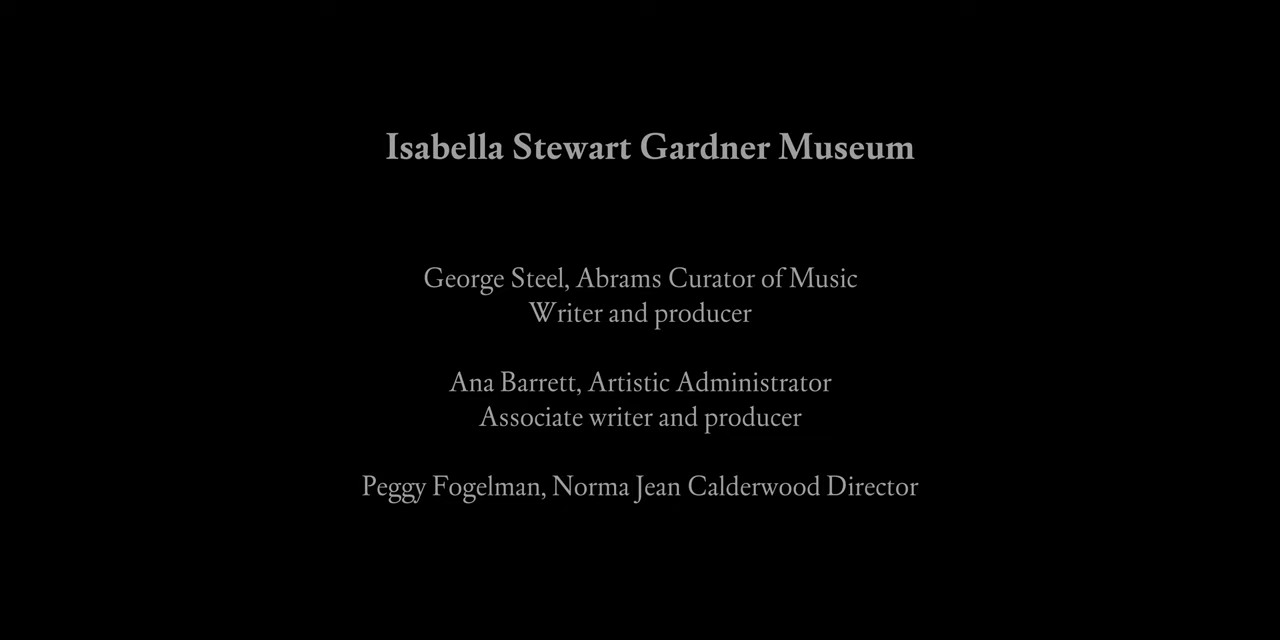 Isabella Stewart Gardner Museum
George Steel, Abrams Curator of Music
Writer and producer
Ana Barrett, Artistic Administrator
Associate writer and producer
Peggy Fogelman, Norma Jean Calderwood Director